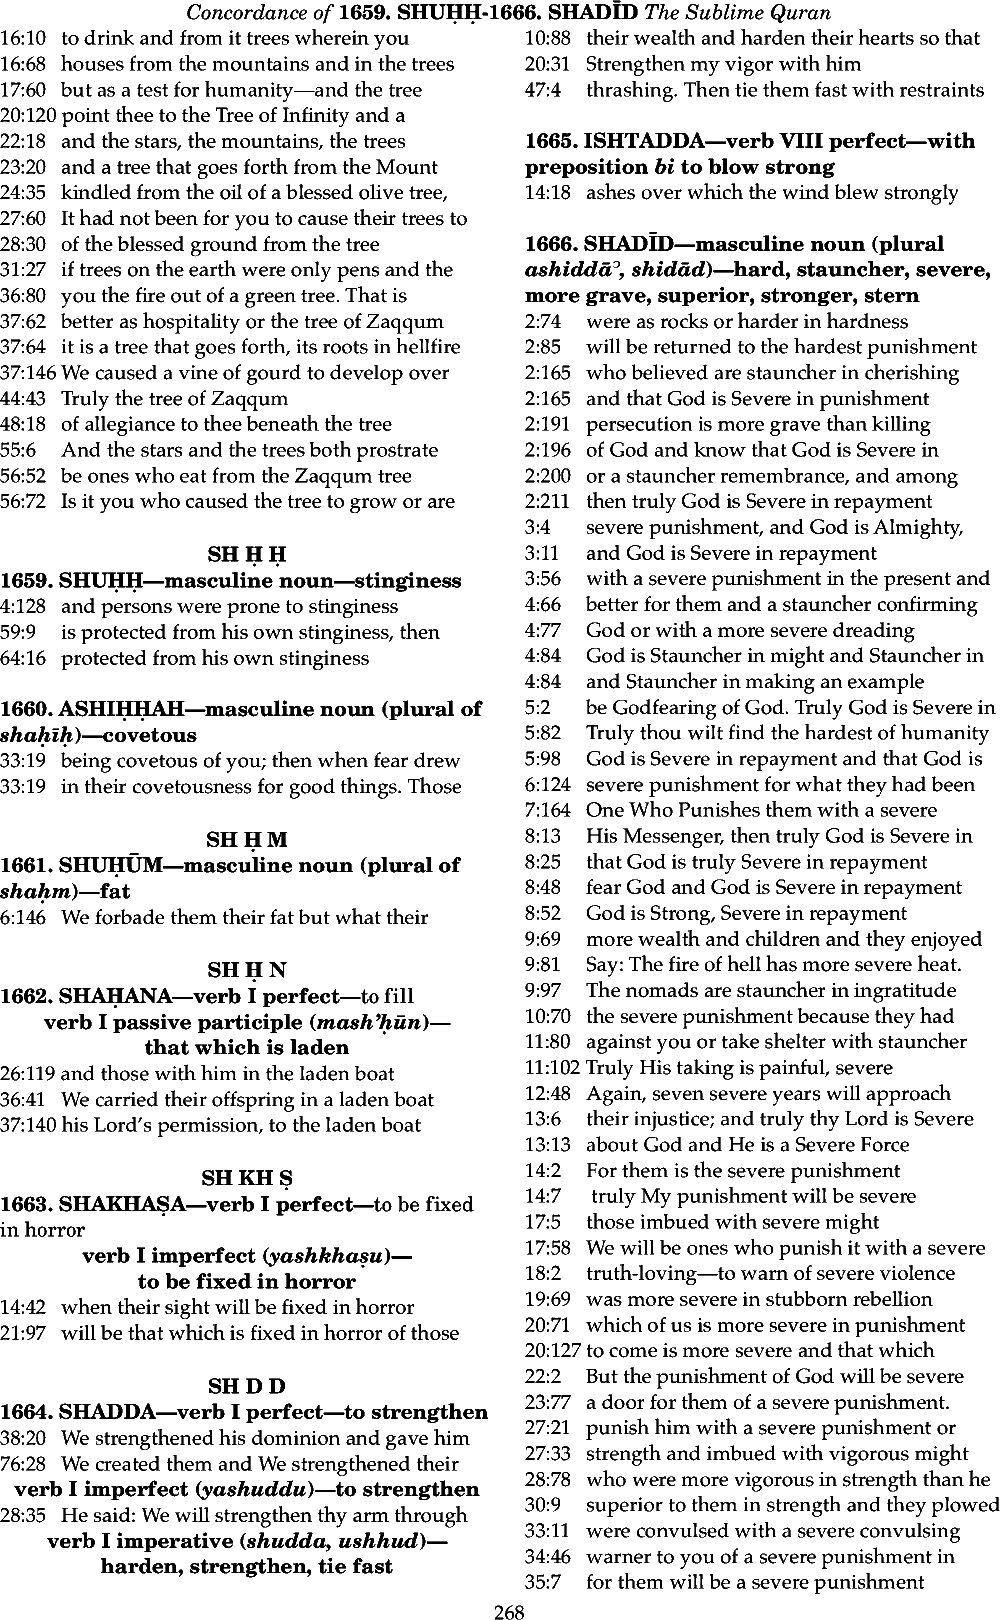 Concordance of 1659. SHUḤḤ-1666. SHADĪD The Sublime Quran
16:10 to drink and from it trees wherein you
16:68 houses from the mountains and in the trees
17:60 but as a test for humanity—and the tree
20:120 point thee to the Tree of Infinity and a
22:18 and the stars, the mountains, the trees
23:20 and a tree that goes forth from the Mount
24:35 kindled from the oil of a blessed olive tree,
27:60 It had not been for you to cause their trees to
28:30 of the blessed ground from the tree
31:27 if trees on the earth were only pens and the
36:80 you the fire out of a green tree. That is
37:62 better as hospitality or the tree of Zaqqum
37:64 it is a tree that goes forth, its roots in hellfire
37:146 We caused a vine of gourd to develop over
44:43 Truly the tree of Zaqqum
48:18 of allegiance to thee beneath the tree
55:6 And the stars and the trees both prostrate
56:52 be ones who eat from the Zaqqum tree
56:72 Is it you who caused the tree to grow or are
SH Ḥ Ḥ
1659. SHUḤḤ—masculine noun—stinginess
4:128 and persons were prone to stinginess
59:9 is protected from his own stinginess, then
64:16 protected from his own stinginess
1660. ASHIḤḤAH—masculine noun (plural of
shaḥīḥ)—covetous
33:19 being covetous of you; then when fear drew
33:19 in their covetousness for good things. Those
SH Ḥ M
1661. SHUḤŪM—masculine noun (plural of
shaḥm)—fat
6:146 We forbade them their fat but what their
SH Ḥ N
1662. SHAḤANA—verb I perfect—to fill
verb I passive participle (mash’ḥūn)—
that which is laden
26:119 and those with him in the laden boat
36:41 We carried their offspring in a laden boat
37:140 his Lord’s permission, to the laden boat
SH KH Ṣ
1663. SHAKHAṢA—verb I perfect—to be fixed
in horror
verb I imperfect (yashkhaṣu)—
to be fixed in horror
14:42 when their sight will be fixed in horror
21:97 will be that which is fixed in horror of those
SH D D
1664. SHADDA—verb I perfect—to strengthen
38:20 We strengthened his dominion and gave him
76:28 We created them and We strengthened their
verb I imperfect (yashuddu)—to strengthen
28:35 He said: We will strengthen thy arm through
verb I imperative (shudda, ushhud)—
harden, strengthen, tie fast
10:88 their wealth and harden their hearts so that
20:31 Strengthen my vigor with him
47:4 thrashing. Then tie them fast with restraints
1665. ISHTADDA—verb VIII perfect—with
preposition bi to blow strong
14:18 ashes over which the wind blew strongly
1666. SHADĪD—masculine noun (plural
ashiddāʾ, shidād)—hard, stauncher, severe,
more grave, superior, stronger, stern
2:74 were as rocks or harder in hardness
2:85 will be returned to the hardest punishment
2:165 who believed are stauncher in cherishing
2:165 and that God is Severe in punishment
2:191 persecution is more grave than killing
2:196 of God and know that God is Severe in
2:200 or a stauncher remembrance, and among
2:211 then truly God is Severe in repayment
3:4 severe punishment, and God is Almighty,
3:11 and God is Severe in repayment
3:56 with a severe punishment in the present and
4:66 better for them and a stauncher confirming
4:77 God or with a more severe dreading
4:84 God is Stauncher in might and Stauncher in
4:84 and Stauncher in making an example
5:2 be Godfearing of God. Truly God is Severe in
5:82 Truly thou wilt find the hardest of humanity
5:98 God is Severe in repayment and that God is
6:124 severe punishment for what they had been
7:164 One Who Punishes them with a severe
8:13 His Messenger, then truly God is Severe in
8:25 that God is truly Severe in repayment
8:48 fear God and God is Severe in repayment
8:52 God is Strong, Severe in repayment
9:69 more wealth and children and they enjoyed
9:81 Say: The fire of hell has more severe heat.
9:97 The nomads are stauncher in ingratitude
10:70 the severe punishment because they had
11:80 against you or take shelter with stauncher
11:102 Truly His taking is painful, severe
12:48 Again, seven severe years will approach
13:6 their injustice; and truly thy Lord is Severe
13:13 about God and He is a Severe Force
14:2 For them is the severe punishment
14:7 truly My punishment will be severe
17:5 those imbued with severe might
17:58 We will be ones who punish it with a severe
18:2 truth-loving—to warn of severe violence
19:69 was more severe in stubborn rebellion
20:71 which of us is more severe in punishment
20:127 to come is more severe and that which
22:2 But the punishment of God will be severe
23:77 a door for them of a severe punishment.
27:21 punish him with a severe punishment or
27:33 strength and imbued with vigorous might
28:78 who were more vigorous in strength than he
30:9 superior to them in strength and they plowed
33:11 were convulsed with a severe convulsing
34:46 warner to you of a severe punishment in
35:7 for them will be a severe punishment
268